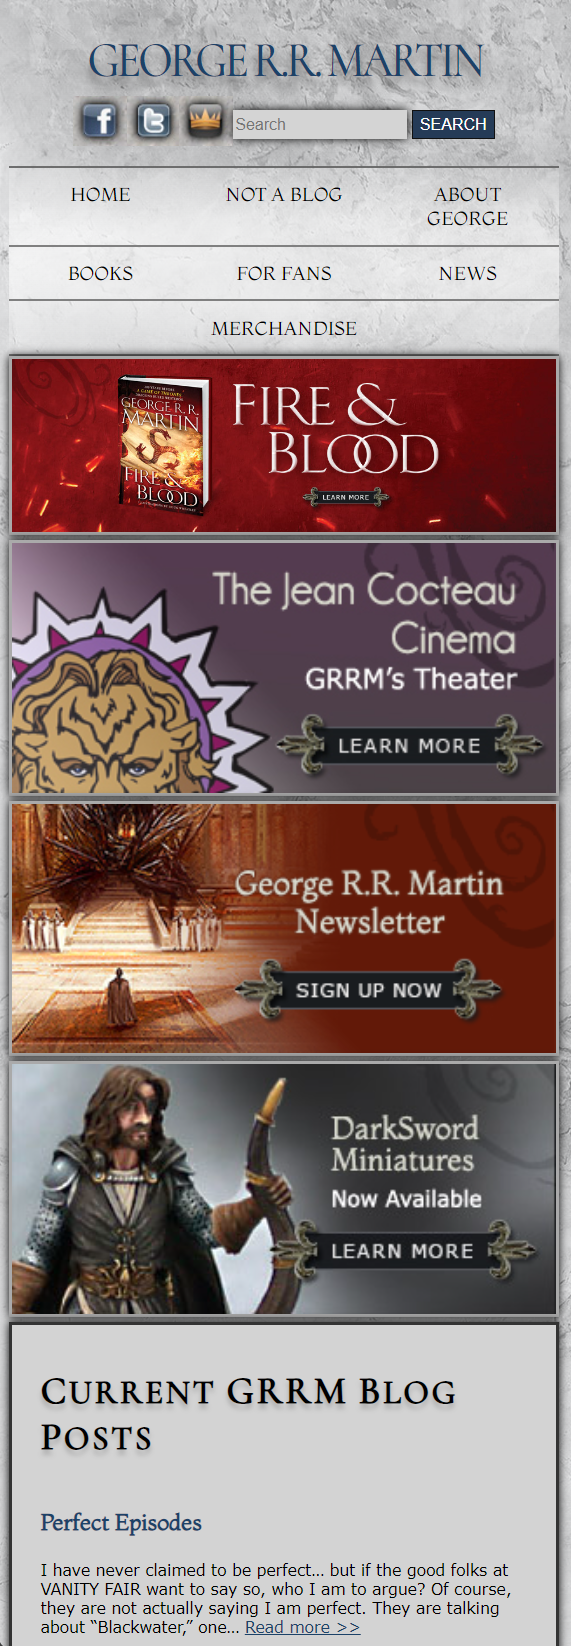 GEORGE R.R. MARTIN
Search
SEARCH
HOME
NOT A BLOG
ABOUT
GEORGE
BOOKS
FOR FANS
NEWS
MERCHANDISE
GEORGE R. R.
MARTIN
FIRE &
BLOOD
FIRE &
BLOOD
LEARN MORE
The Jean Cocteau
Cinema
GRRM's Theater
LEARN MORE
George R.R. Martin
Newsletter
SIGN UP NOW
DarkSword
Miniatures
Now Available
LEARN MORE
Current GRRM Blog
Posts
Perfect Episodes
I have never claimed to be perfect… but if the good folks at
VANITY FAIR want to say so, who I am to argue? Of course,
they are not actually saying I am perfect. They are talking
about “Blackwater,” one… Read more >>